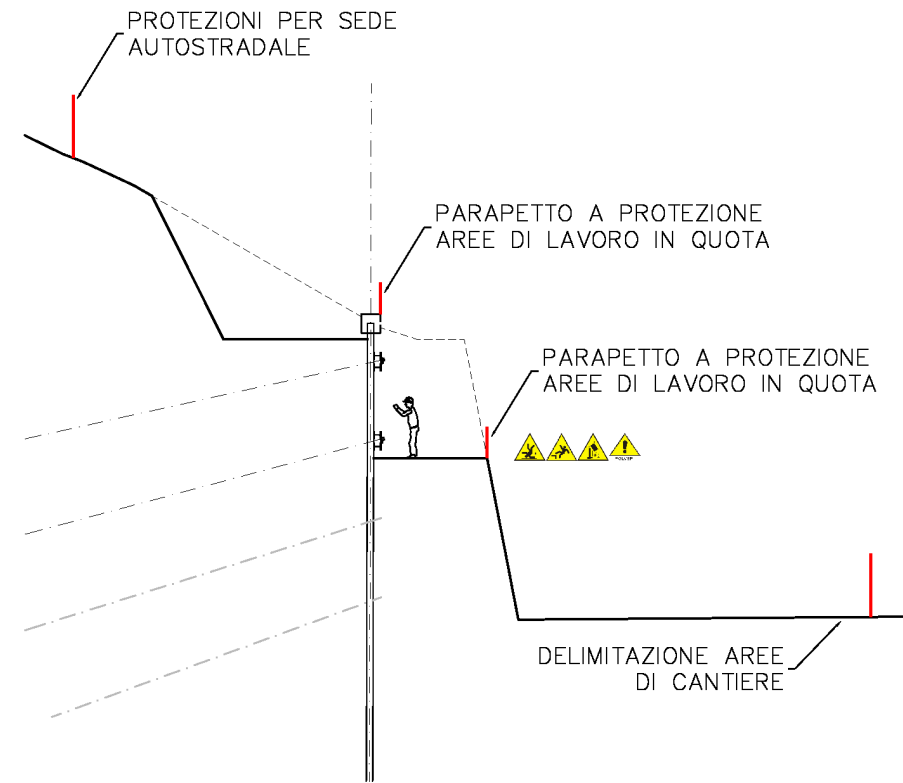 PROTEZIONI PER SEDE
AUTOSTRADALE
PARAPETTO A PROTEZIONE
AREE DI LAVORO IN QUOTA
PARAPETTO A PROTEZIONE
AREE DI LAVORO IN QUOTA
POLVERI
DELIMITAZIONE AREE
DI CANTIERE